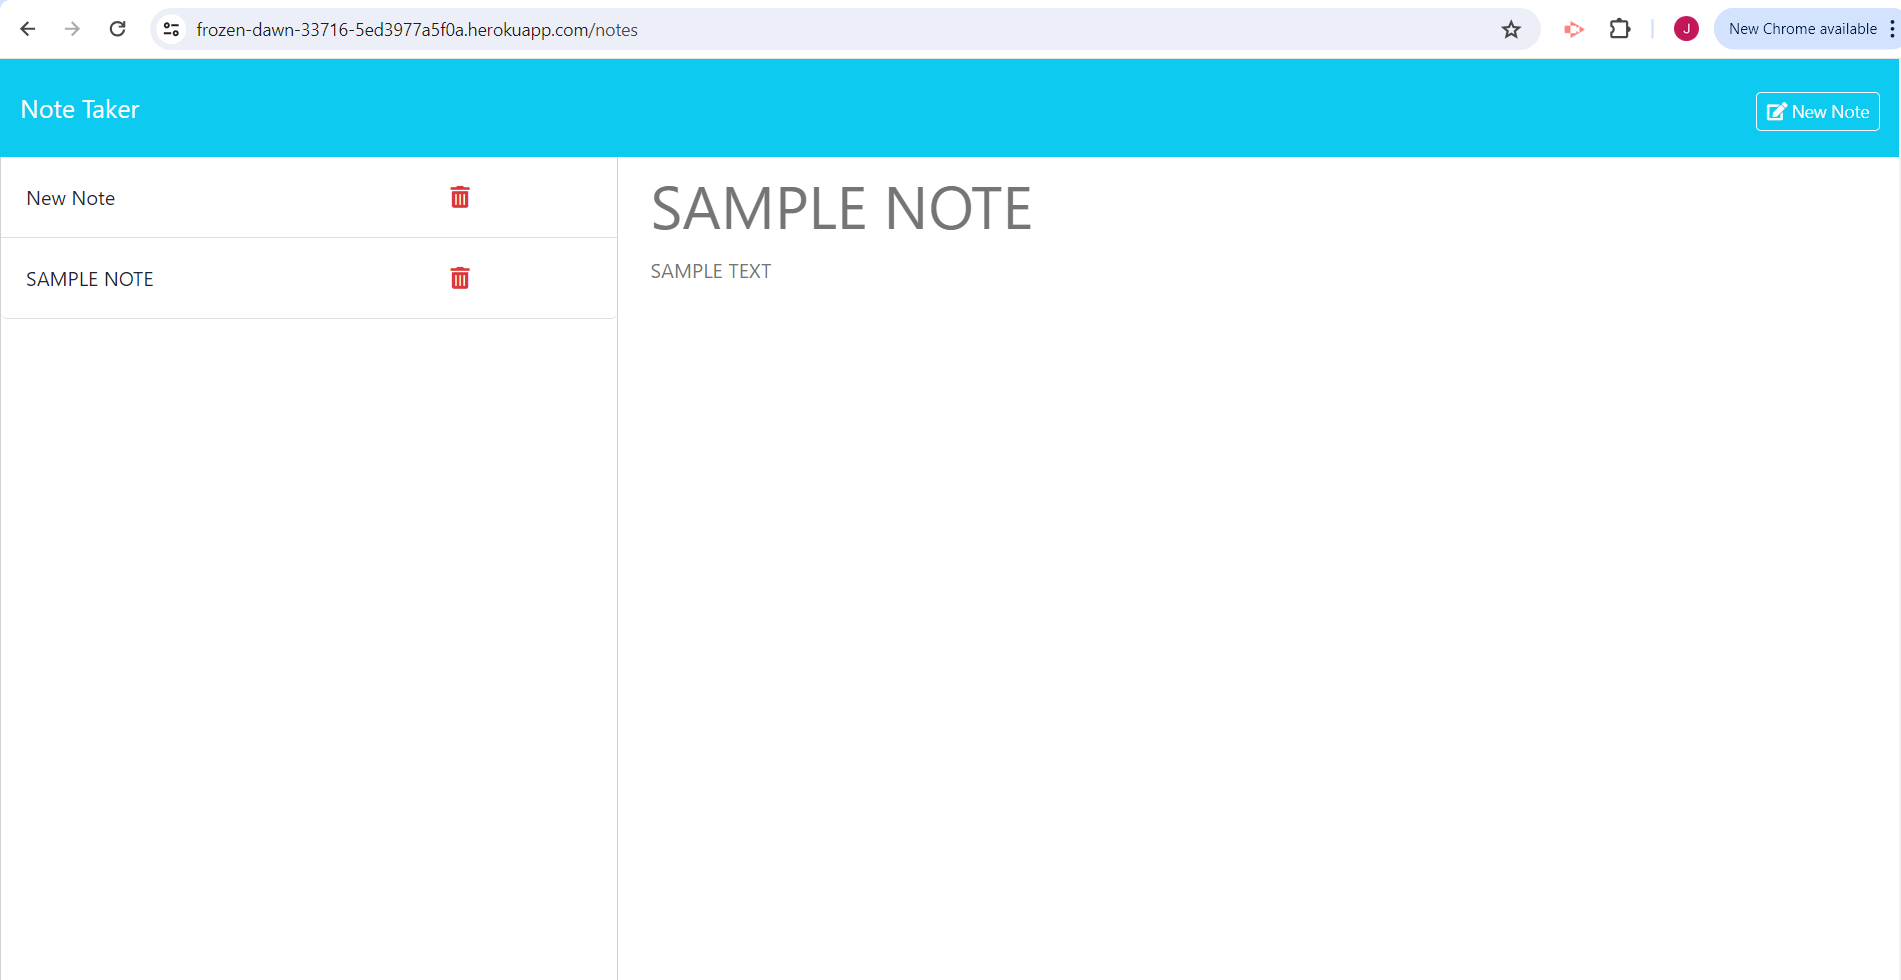 frozen-dawn-33716-5ed3977a5f0a.herokuapp.com/notes
J
New Chrome available
Note Taker
New Note
New Note
SAMPLE NOTE
SAMPLE NOTE
SAMPLE TEXT